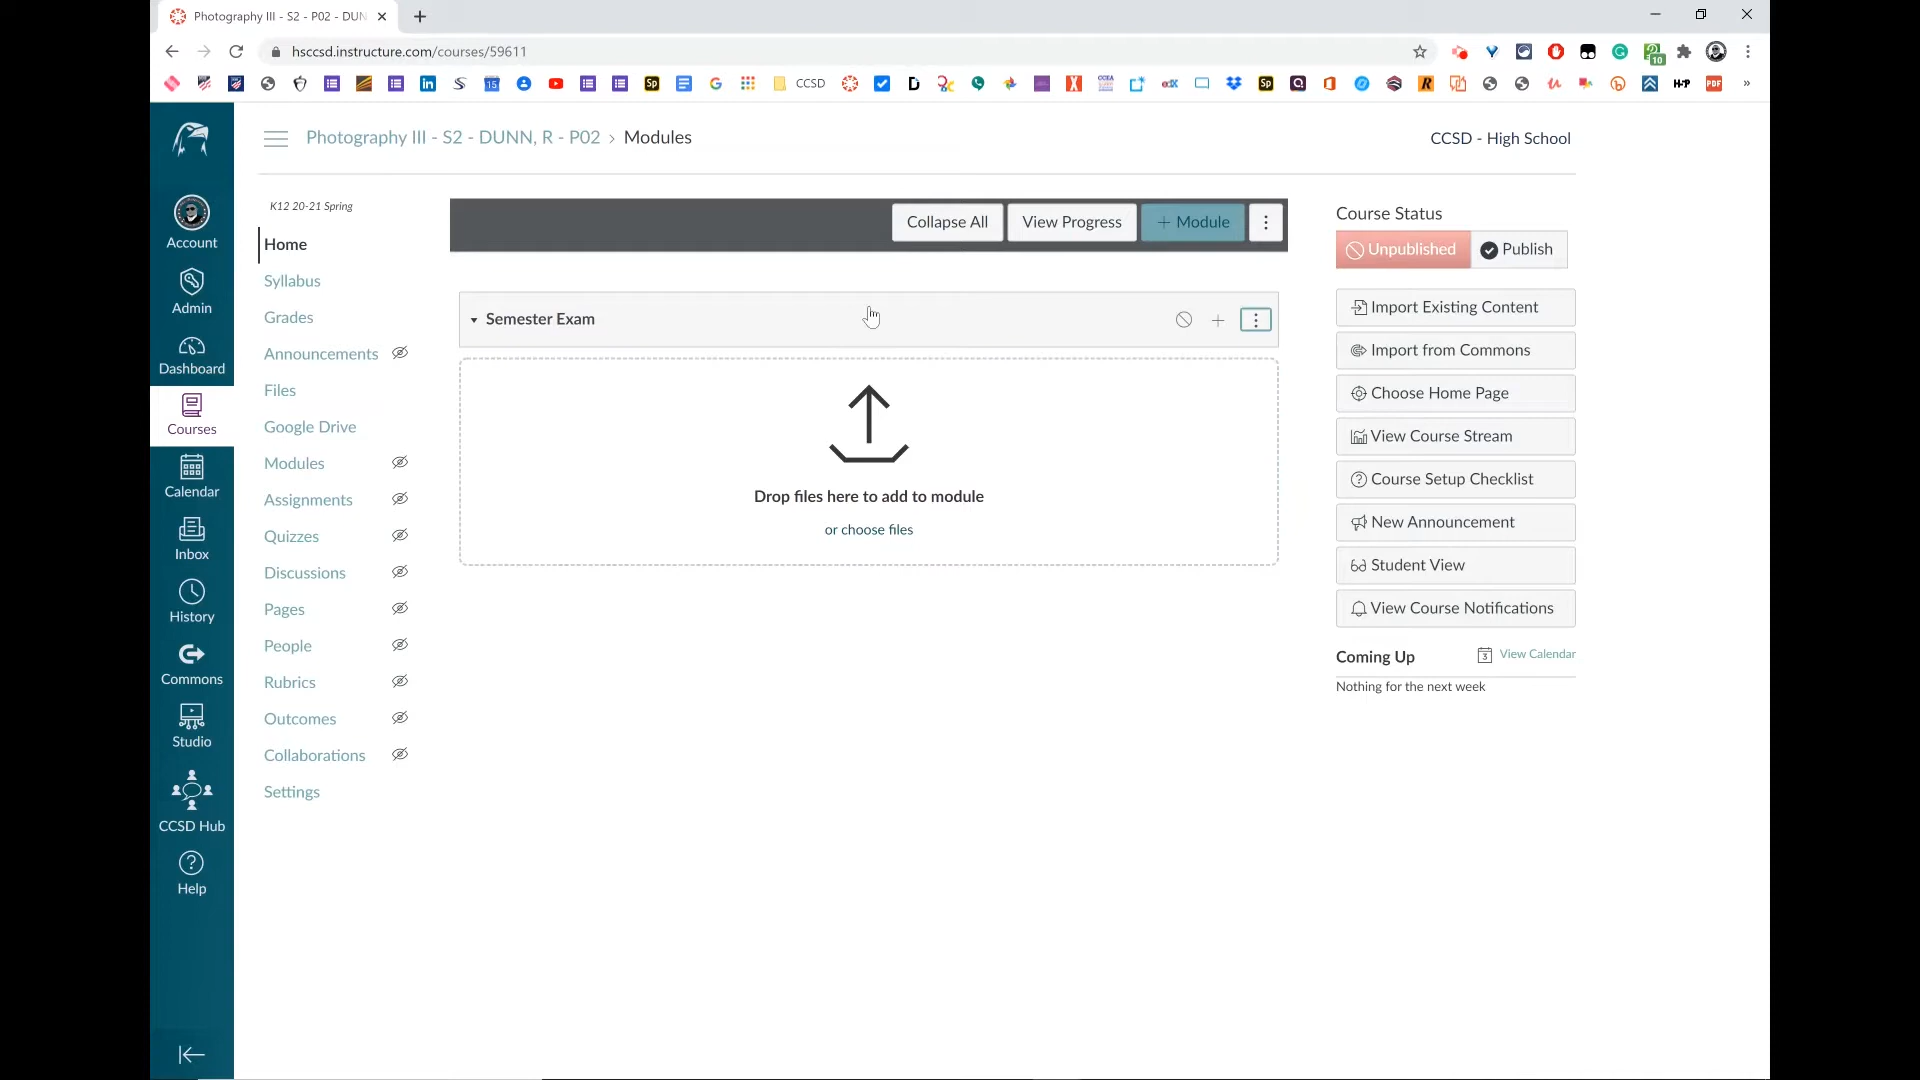 Photography III - S2 - P02 - DUN
hsccsd.instructure.com/courses/59611
CCSD
Photography III - S2 - DUNN, R - P02 › Modules
CCSD - High School
K12 20-21 Spring
Account
Admin
Dashboard
Courses
Calendar
Inbox
History
Commons
Studio
CCSD Hub
Help
Home
Syllabus
Grades
Announcements
Files
Google Drive
Modules
Assignments
Quizzes
Discussions
Pages
People
Rubrics
Outcomes
Collaborations
Settings
Collapse All
View Progress
+ Module
Semester Exam
Drop files here to add to module
or choose files
Course Status
Unpublished
Publish
Import Existing Content
Import from Commons
Choose Home Page
View Course Stream
Course Setup Checklist
New Announcement
Student View
View Course Notifications
Coming Up
View Calendar
Nothing for the next week